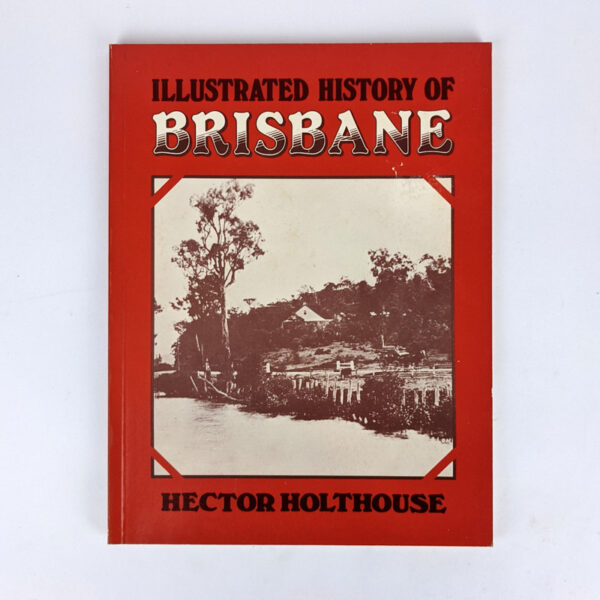 ILLUSTRATED HISTORY OF
BRISBANE
HECTOR HOLTHOUSE